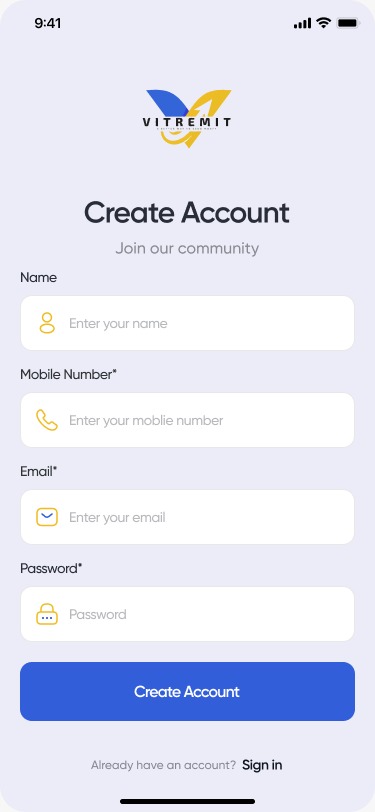 9:41
VITREMIT
Create Account
Join our community
Name
Enter your name
Mobile Number*
Enter your moblie number
Email*
Enter your email
Password*
Password
Create Account
Already have an account? Sign in